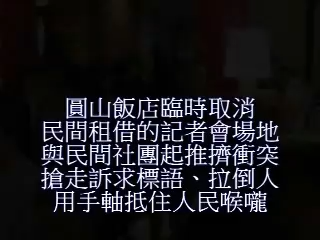 圓山飯店臨時取消
民間租借的記者會場地
與民間社團起推擠衝突
搶走訴求標語、拉倒人
用手軸抵住人民喉嚨